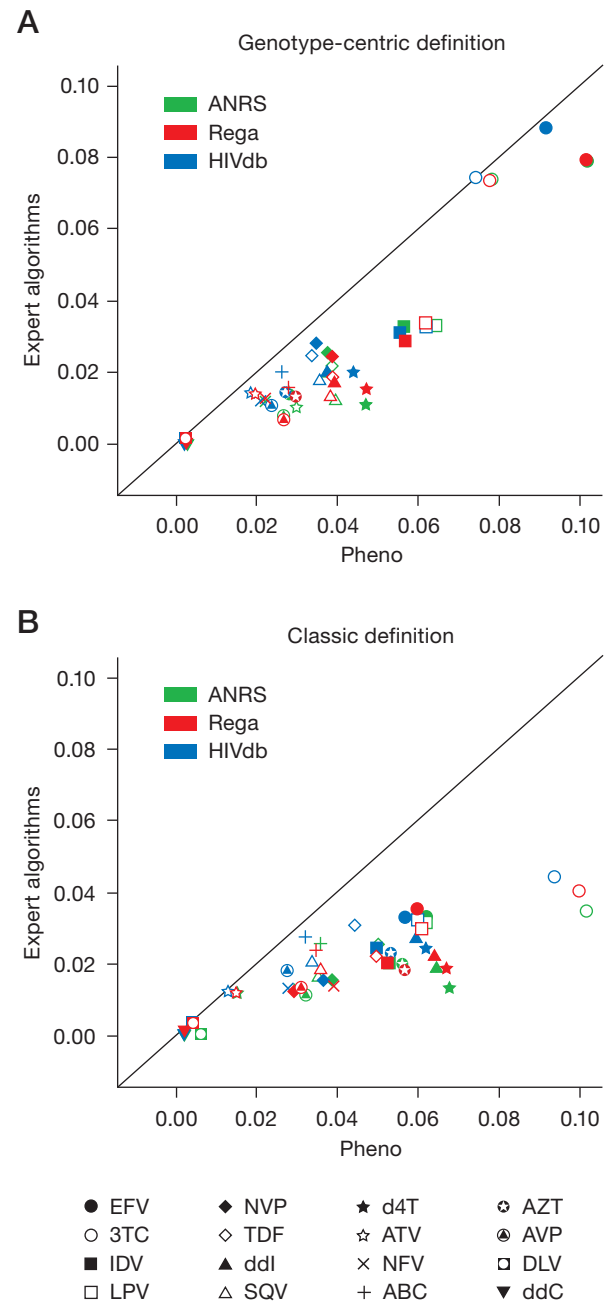 A
Genotype-centric definition
0.10
0.08
0.06
0.04
0.02
0.00
Expert algorithms
ANRS
Rega
HIVdb
0.00 0.02 0.04 0.06 0.08 0.10
Pheno
B
Classic definition
0.10
0.08
0.06
0.04
0.02
0.00
Expert algorithms
ANRS
Rega
HIVdb
0.00 0.02 0.04 0.06 0.08 0.10
Pheno
EFV NVP d4T AZT
3TC TDF ATV AVP
IDV ddI NFV DLV
LPV SQV ABC ddC